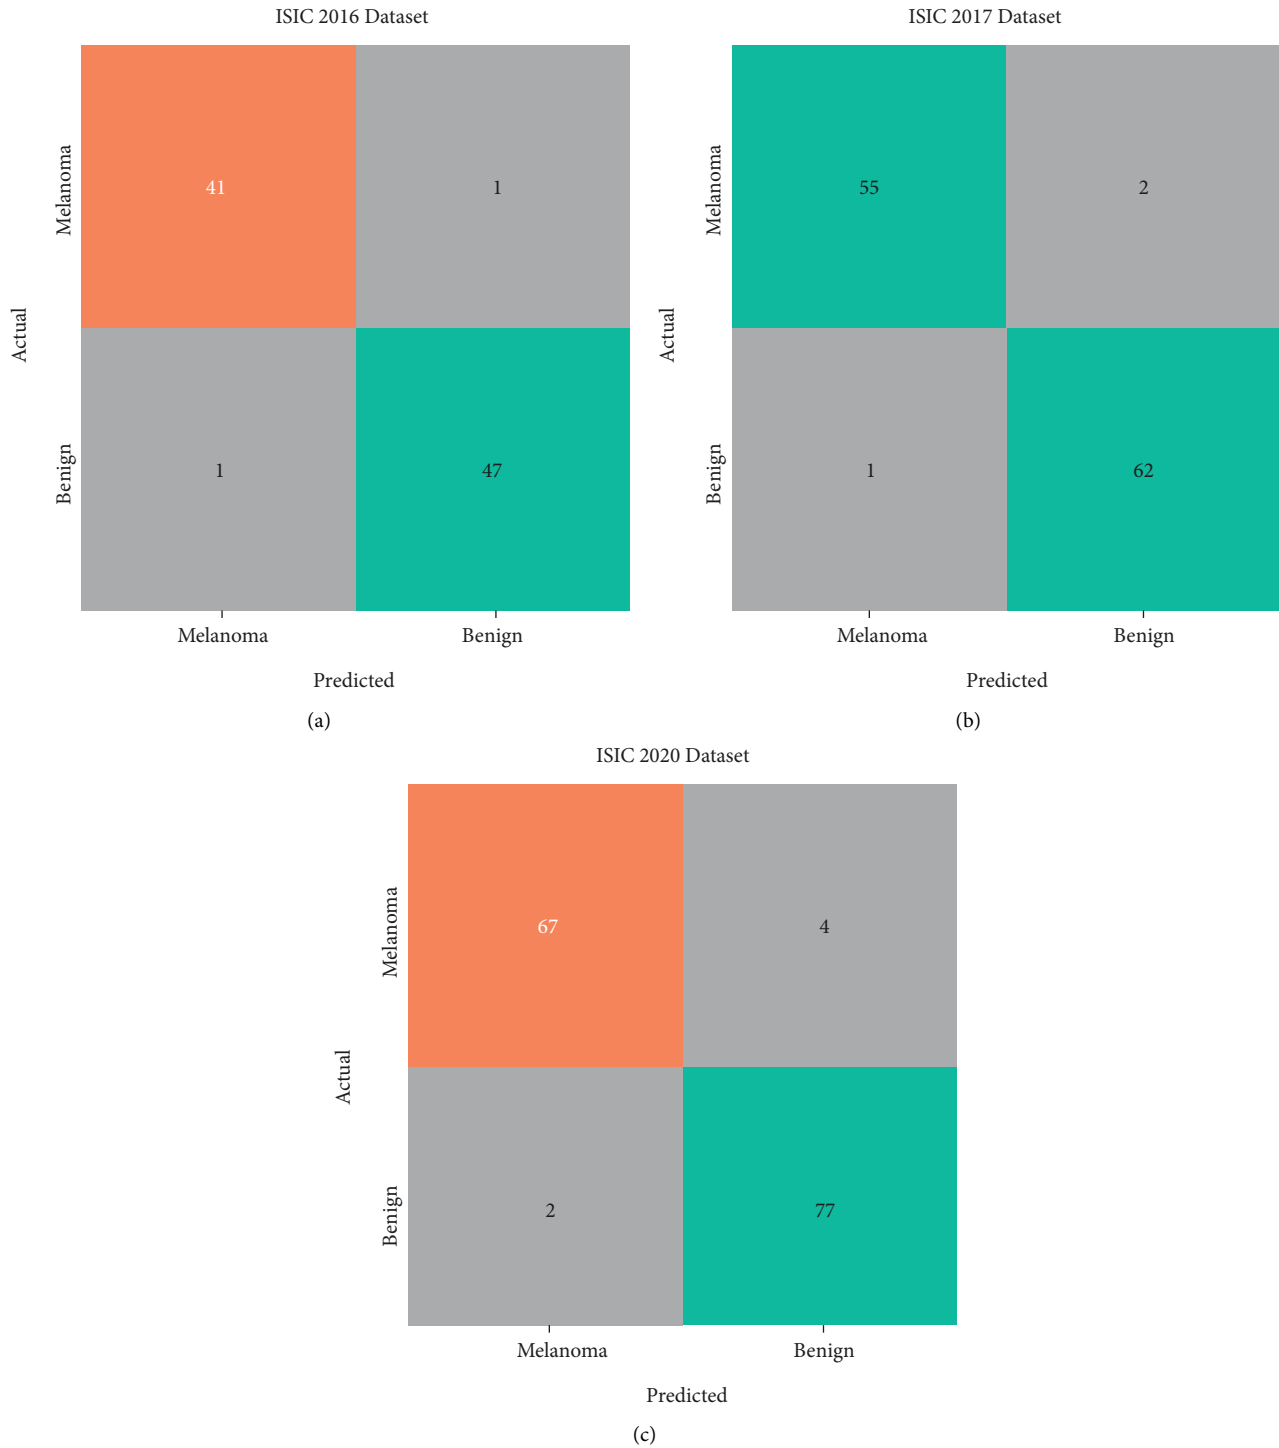 ISIC 2016 Dataset
Actual
Melanoma
41
1
Benign
1
47
Melanoma
Benign
Predicted
(a)
ISIC 2017 Dataset
Actual
Melanoma
55
2
Benign
1
62
Melanoma
Benign
Predicted
(b)
ISIC 2020 Dataset
Actual
Melanoma
67
4
Benign
2
77
Melanoma
Benign
Predicted
(c)